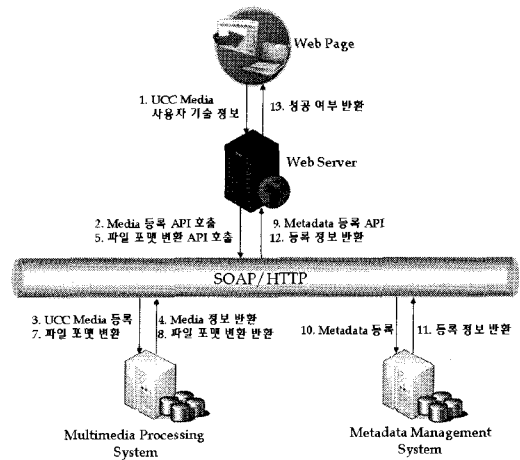 Web Page
1. UCC Media
사용자 기술 정보
13. 성공 여부 반환
Web Server
2. Media 등록 API 호출
5. 파일 포맷 변환 API 호출
9. Metadata 등록 API
12. 등록 정보 반환
SOAP/HTTP
3. UCC Media 등록
7. 파일 포맷 변환
4. Media 정보 반환
8. 파일 포맷 변환 반환
10. Metadata 등록
11. 등록 정보 반환
Multimedia Processing
System
Metadata Management
System